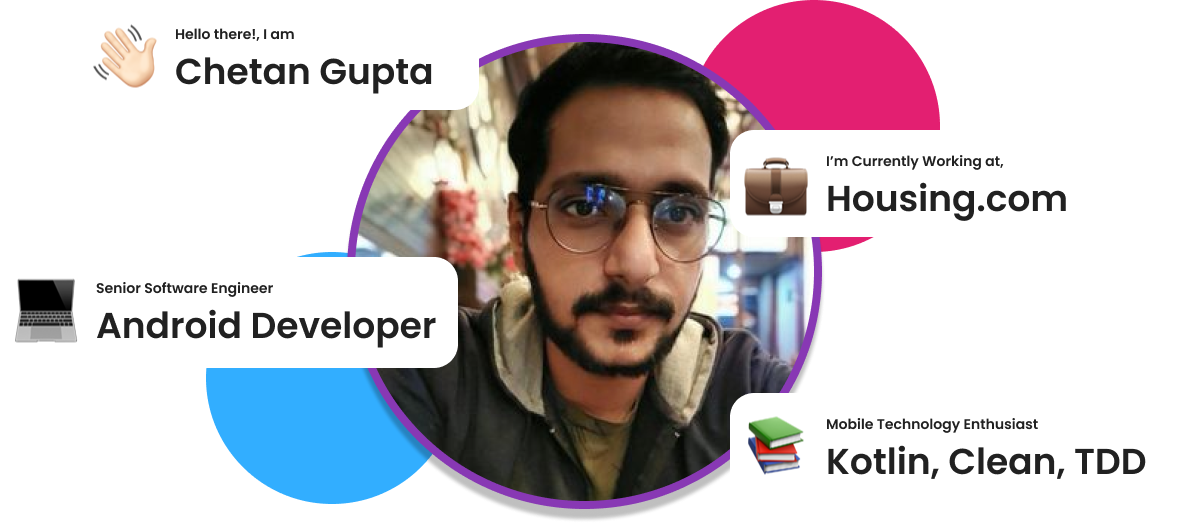 Hello there!, I am
Chetan Gupta
I’m Currently Working at,
Housing.com
Senior Software Engineer
Android Developer
Mobile Technology Enthusiast
Kotlin, Clean, TDD